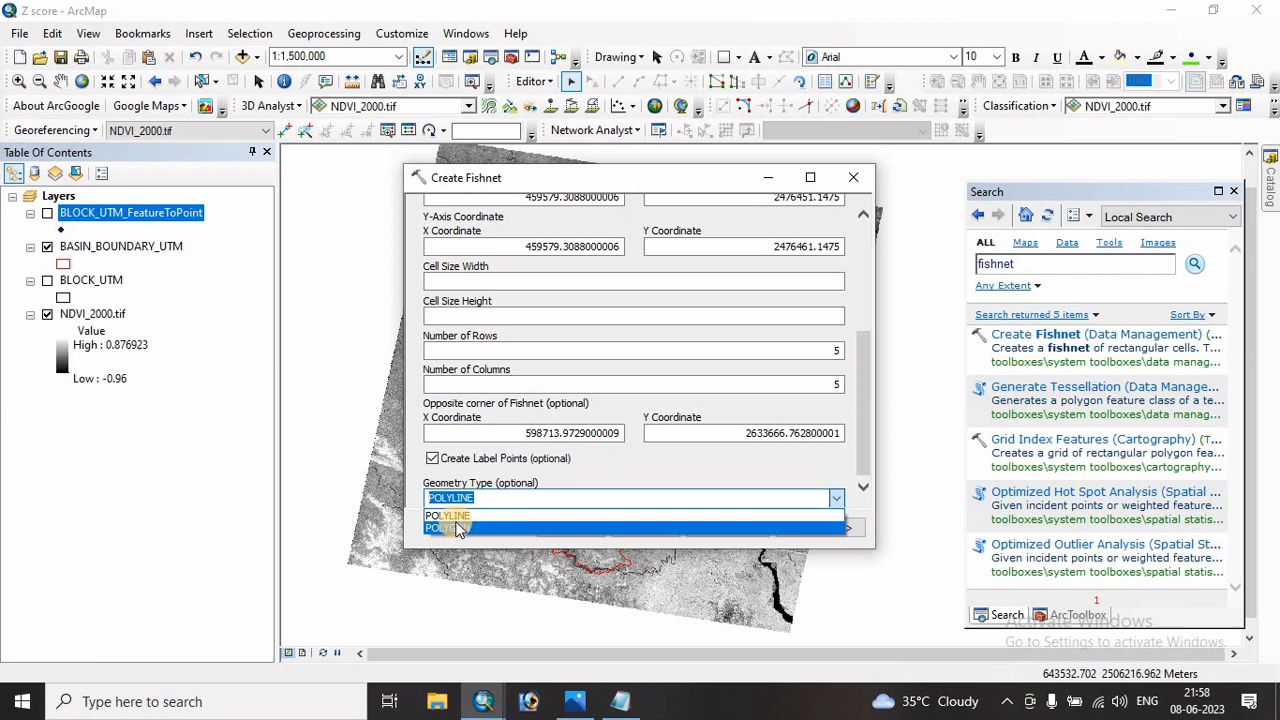 Z score - ArcMap
File Edit View Bookmarks Insert Selection Geoprocessing Customize Windows Help
1:1,500,000 Drawing Arial 10 B I U A
Editor
About ArcGoogle Google Maps 3D Analyst NDVI_2000.tif Classification NDVI_2000.tif
Georeferencing NDVI_2000.tif Network Analyst
Table Of Contents
Layers
BLOCK_UTM_FeatureToPoint
BASIN_BOUNDARY_UTM
BLOCK_UTM
NDVI_2000.tif
Value
High : 0.876923
Low : -0.96
Create Fishnet
459579.3088000006 2476451.1475
Y-Axis Coordinate
X Coordinate Y Coordinate
459579.3088000006 2476461.1475
Cell Size Width
Cell Size Height
Number of Rows
5
Number of Columns
5
Opposite corner of Fishnet (optional)
X Coordinate Y Coordinate
598713.9729000009 2633666.762800001
Create Label Points (optional)
Geometry Type (optional)
POLYLINE
POLYLINE
Search
Local Search
ALL Maps Data Tools Images
fishnet
Any Extent
Search returned 5 items Sort By
Create Fishnet (Data Management) (...
Creates a fishnet of rectangular cells. T...
toolboxes\system toolboxes\data manag...
Generate Tessellation (Data Manage...
Generates a polygon feature class of te...
toolboxes\system toolboxes\data manag...
Grid Index Features (Cartography) (...
Creates a grid of rectangular polygon fea...
toolboxes\system toolboxes\cartography...
Optimized Hot Spot Analysis (Spatial ...
Given incident points or weighted feature...
toolboxes\system toolboxes\spatial statis...
Optimized Outlier Analysis (Spatial St...
Given incident points or weighted feature...
toolboxes\system toolboxes\spatial statis...
1
Search ArcToolbox
Catalog
Activate Windows
Go to Settings to activate Windows.
643532.702 2506216.962 Meters
Type here to search
35°C Cloudy
ENG
21:58
08-06-2023